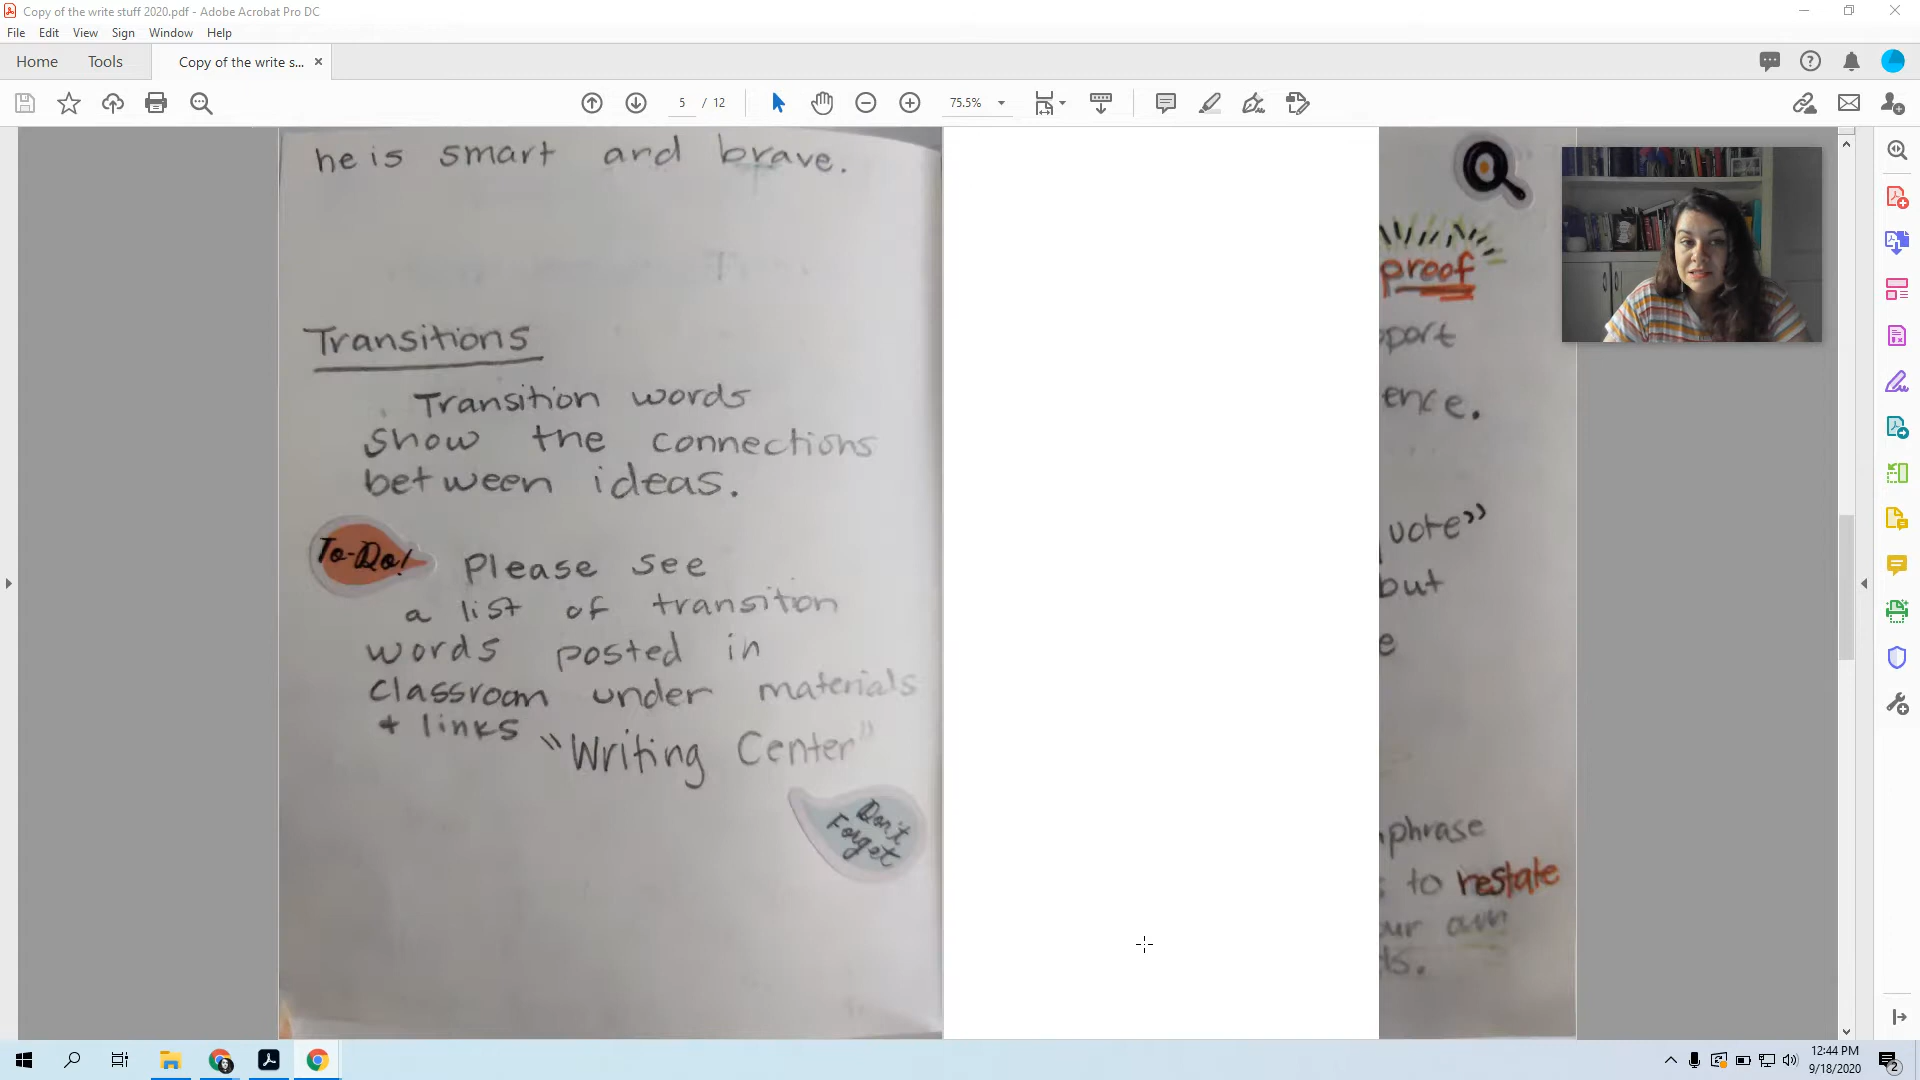 Copy of the write stuff 2020.pdf - Adobe Acrobat Pro DC
File Edit View Sign Window Help
Home Tools Copy of the write s... ×
5 / 12 75.5%
he is smart and brave.
Transitions
Transition words
show the connections
between ideas.
To-Do! Please see
a list of transition
words posted in
classroom under materials
+ links "Writing Center"
Don't
Forget
proof
pport
ence.
uote"
but
e
phrase
to restate
ur own
ds.
12:44 PM
9/18/2020
2